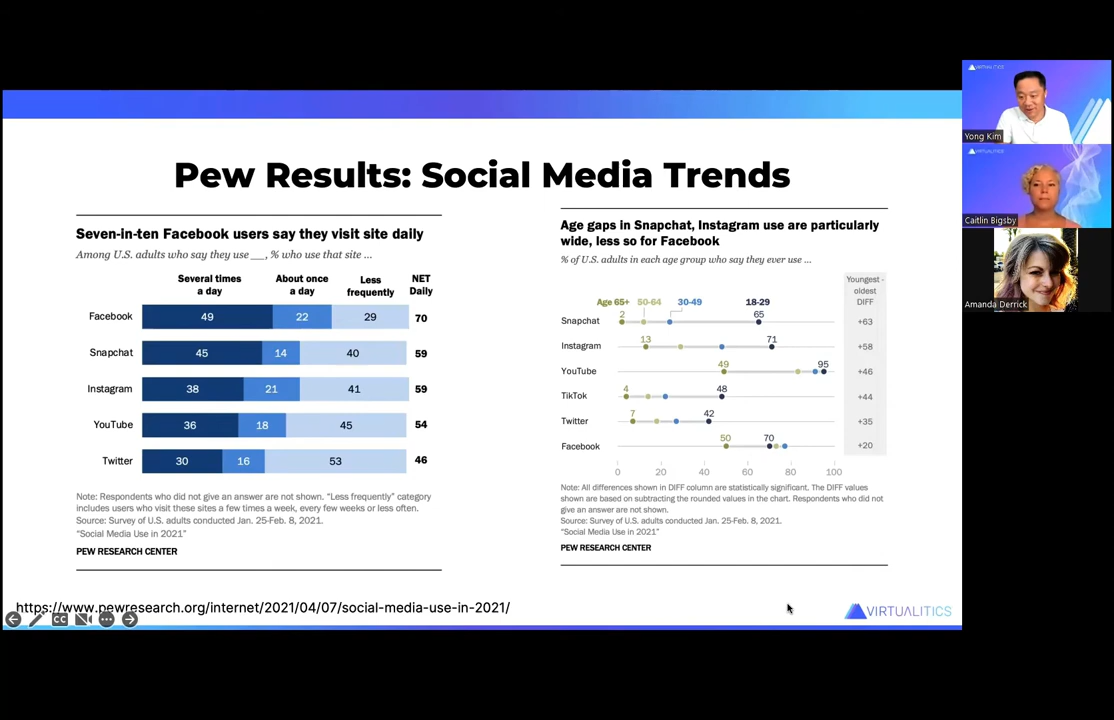 Pew Results: Social Media Trends
Seven-in-ten Facebook users say they visit site daily
Among U.S. adults who say they use __, % who use that site ...
Several times a day
About once a day
Less frequently
NET Daily
Facebook 49 22 29 70
Snapchat 45 14 40 59
Instagram 38 21 41 59
YouTube 36 18 45 54
Twitter 30 16 53 46
Note: Respondents who did not give an answer are not shown. “Less frequently” category
includes users who visit these sites a few times a week, every few weeks or less often.
Source: Survey of U.S. adults conducted Jan. 25-Feb. 8, 2021.
“Social Media Use in 2021”
PEW RESEARCH CENTER
Age gaps in Snapchat, Instagram use are particularly
wide, less so for Facebook
% of U.S. adults in each age group who say they ever use ...
Youngest -
oldest
DIFF
Age 65+ 50-64 30-49 18-29
Snapchat 2 65 +63
Instagram 13 71 +58
YouTube 49 95 +46
TikTok 4 48 +44
Twitter 7 42 +35
Facebook 50 70 +20
0 20 40 60 80 100
Note: All differences shown in DIFF column are statistically significant. The DIFF values
shown are based on subtracting the rounded values in the chart. Respondents who did not
give an answer are not shown.
Source: Survey of U.S. adults conducted Jan. 25-Feb. 8, 2021.
“Social Media Use in 2021”
PEW RESEARCH CENTER
https://www.pewresearch.org/internet/2021/04/07/social-media-use-in-2021/
CC
VIRTUALITICS
VIRTUALITICS
Yong Kim
VIRTUALITICS
Caitlin Bigsby
Amanda Derrick